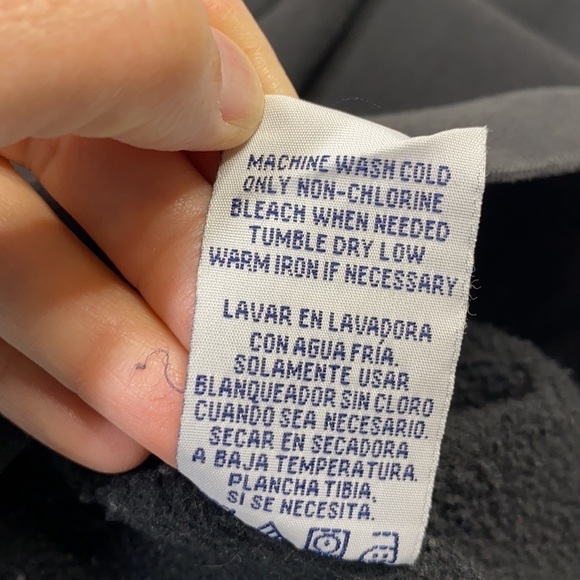 MACHINE WASH COLD
ONLY NON-CHLORINE
BLEACH WHEN NEEDED
TUMBLE DRY LOW
WARM IRON IF NECESSARY
LAVAR EN LAVADORA
CON AGUA FRÍA.
SOLAMENTE USAR
BLANQUEADOR SIN CLORO
CUANDO SEA NECESARIO.
SECAR EN SECADORA
A BAJA TEMPERATURA.
PLANCHA TIBIA,
SI SE NECESITA.